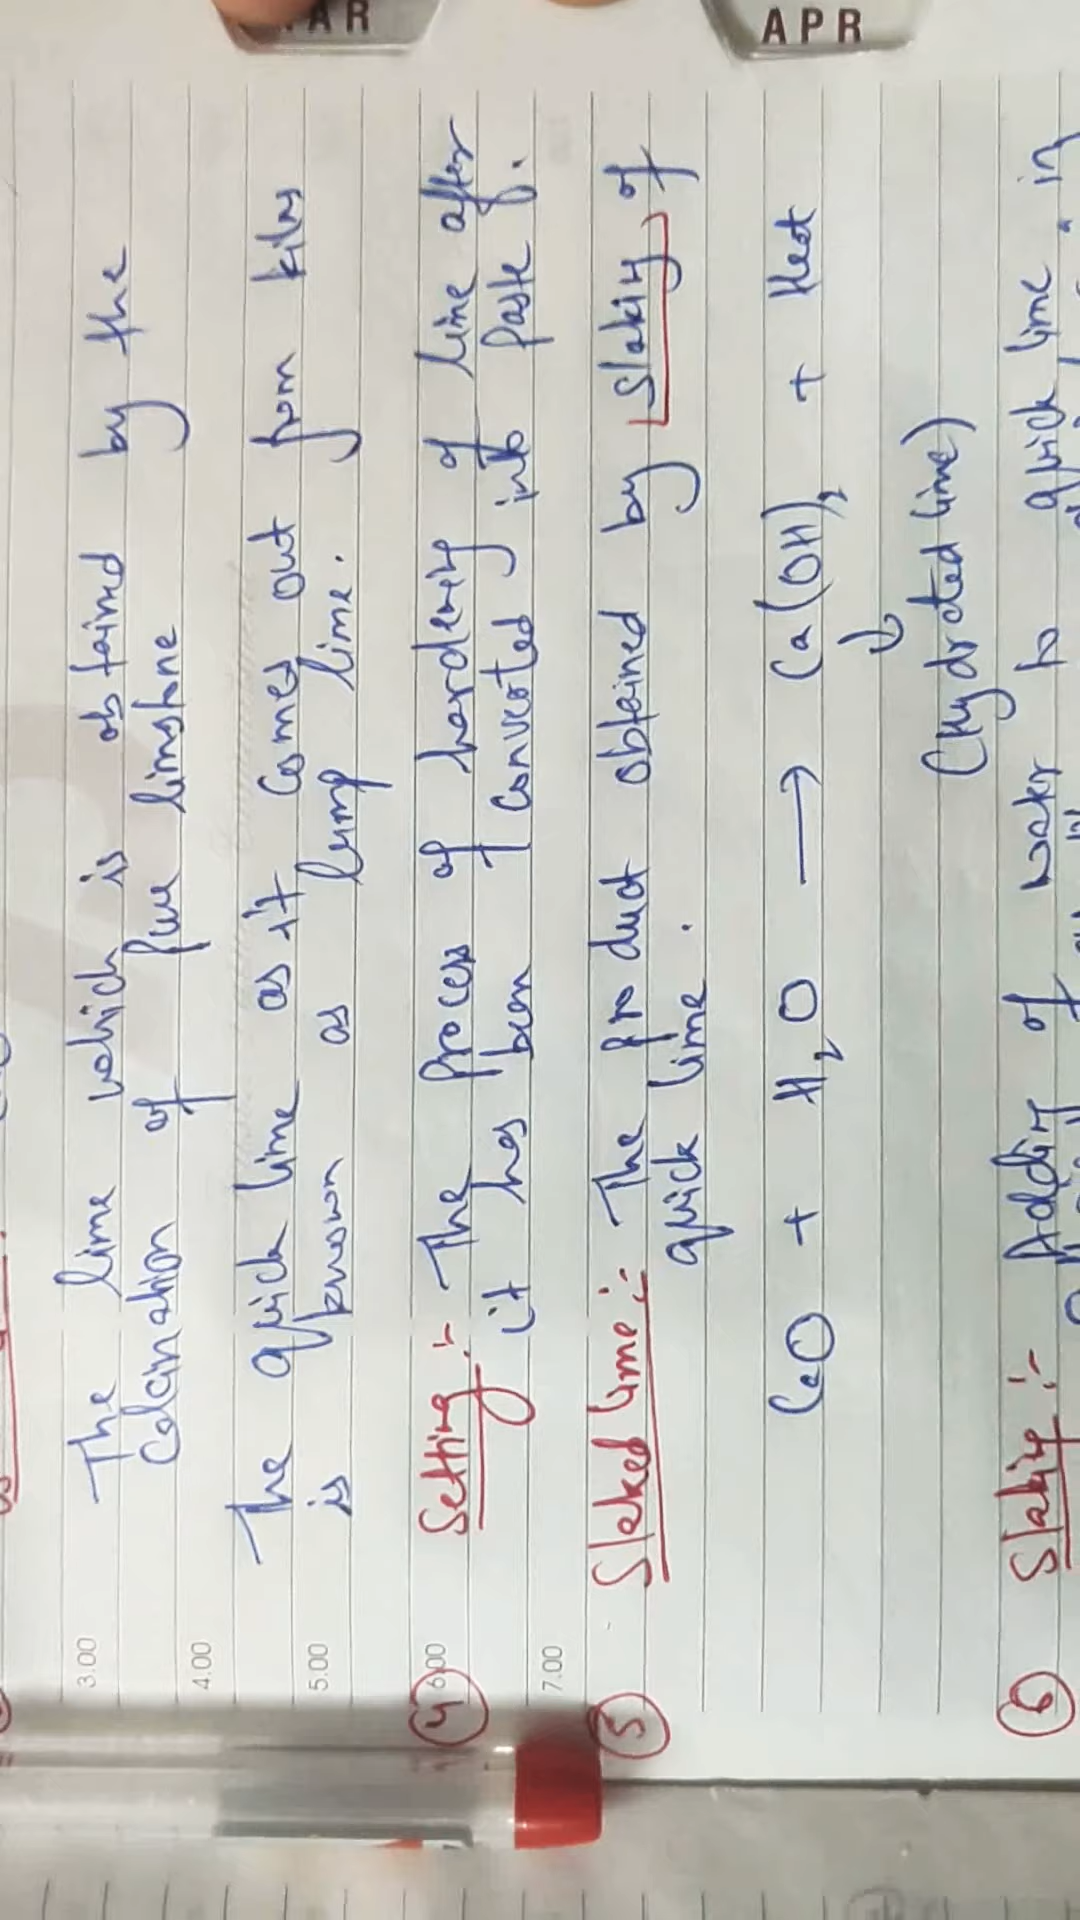 MAR
APR
The lime which is obtained by the
Calcination of pure limstone
The quick lime as it comes out from kilns
is known as lump lime.
④ Setting :- The process of hardening of lime after
it has been converted into paste.
⑤ Slaked lime :- The product obtained by slaking of
quick lime.
CaO + H₂O → Ca(OH)₂ + Heat
↓
(Hydrated lime)
⑥ Slaking :- Adding of water to quick lime in
3.00
4.00
5.00
6.00
7.00